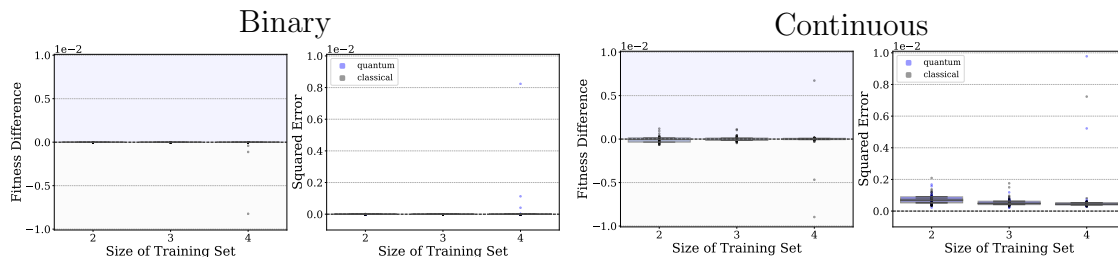 Binary
Continuous
1e−2
1.0
0.5
0.0
−0.5
−1.0
Fitness Difference
2
3
4
Size of Training Set
1e−2
quantum
classical
1.0
0.8
0.6
0.4
0.2
0.0
Squared Error
2
3
4
Size of Training Set
1e−2
1.0
0.5
0.0
−0.5
−1.0
Fitness Difference
2
3
4
Size of Training Set
1e−2
quantum
classical
1.0
0.8
0.6
0.4
0.2
0.0
Squared Error
2
3
4
Size of Training Set